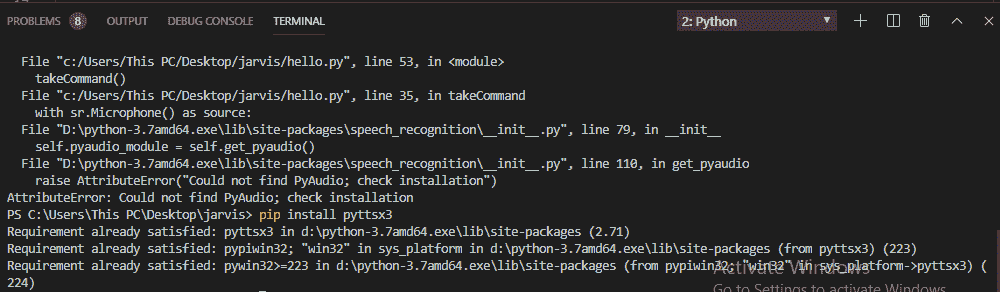 PROBLEMS 8 OUTPUT DEBUG CONSOLE TERMINAL 2: Python
File "c:/Users/This PC/Desktop/jarvis/hello.py", line 53, in <module>
takeCommand()
File "c:/Users/This PC/Desktop/jarvis/hello.py", line 35, in takeCommand
with sr.Microphone() as source:
File "D:\python-3.7amd64.exe\lib\site-packages\speech_recognition\__init__.py", line 79, in __init__
self.pyaudio_module = self.get_pyaudio()
File "D:\python-3.7amd64.exe\lib\site-packages\speech_recognition\__init__.py", line 110, in get_pyaudio
raise AttributeError("Could not find PyAudio; check installation")
AttributeError: Could not find PyAudio; check installation
PS C:\Users\This PC\Desktop\jarvis> pip install pyttsx3
Requirement already satisfied: pyttsx3 in d:\python-3.7amd64.exe\lib\site-packages (2.71)
Requirement already satisfied: pypiwin32; "win32" in sys_platform in d:\python-3.7amd64.exe\lib\site-packages (from pyttsx3) (223)
Requirement already satisfied: pywin32>=223 in d:\python-3.7amd64.exe\lib\site-packages (from pypiwin32; "win32" in sys_platform->pyttsx3) (
224)
Activate Windows
Go to Settings to activate Windows.